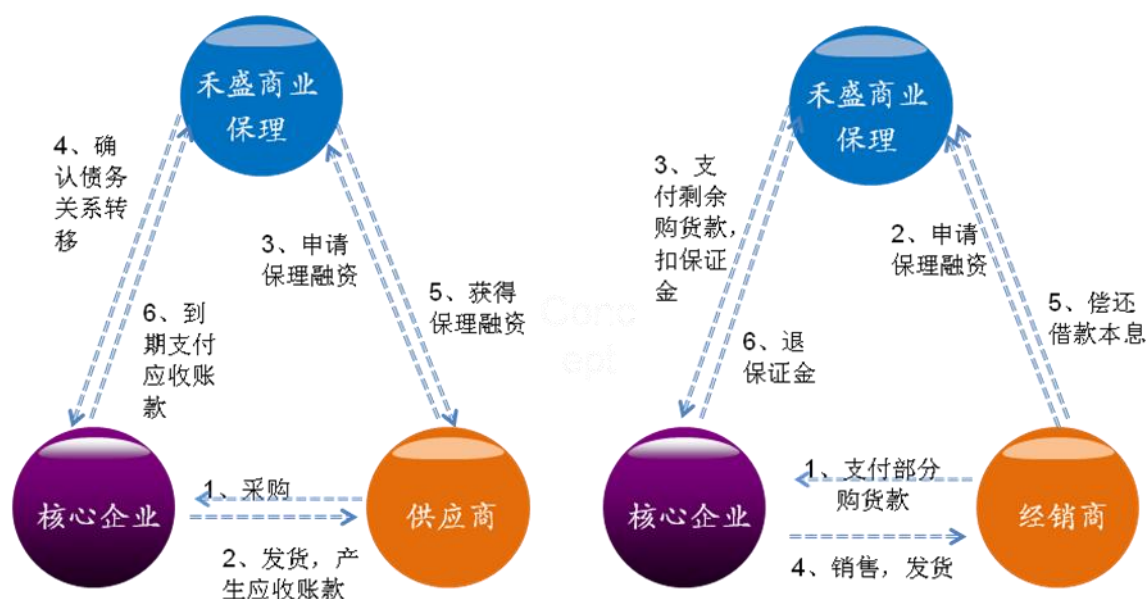 禾盛商业
保理
4、确
认债务
关系转
移
3、申请
保理融资
5、获得
保理融资
6、到
期支付
应收账
款
核心企业
1、采购
2、发货，产
生应收账款
供应商
Conc
ept
禾盛商业
保理
3、支
付剩余
购货款，
扣保证
金
2、申请
保理融资
5、偿还
借款本息
6、退
保证金
核心企业
1、支付部分
购货款
4、销售，发货
经销商